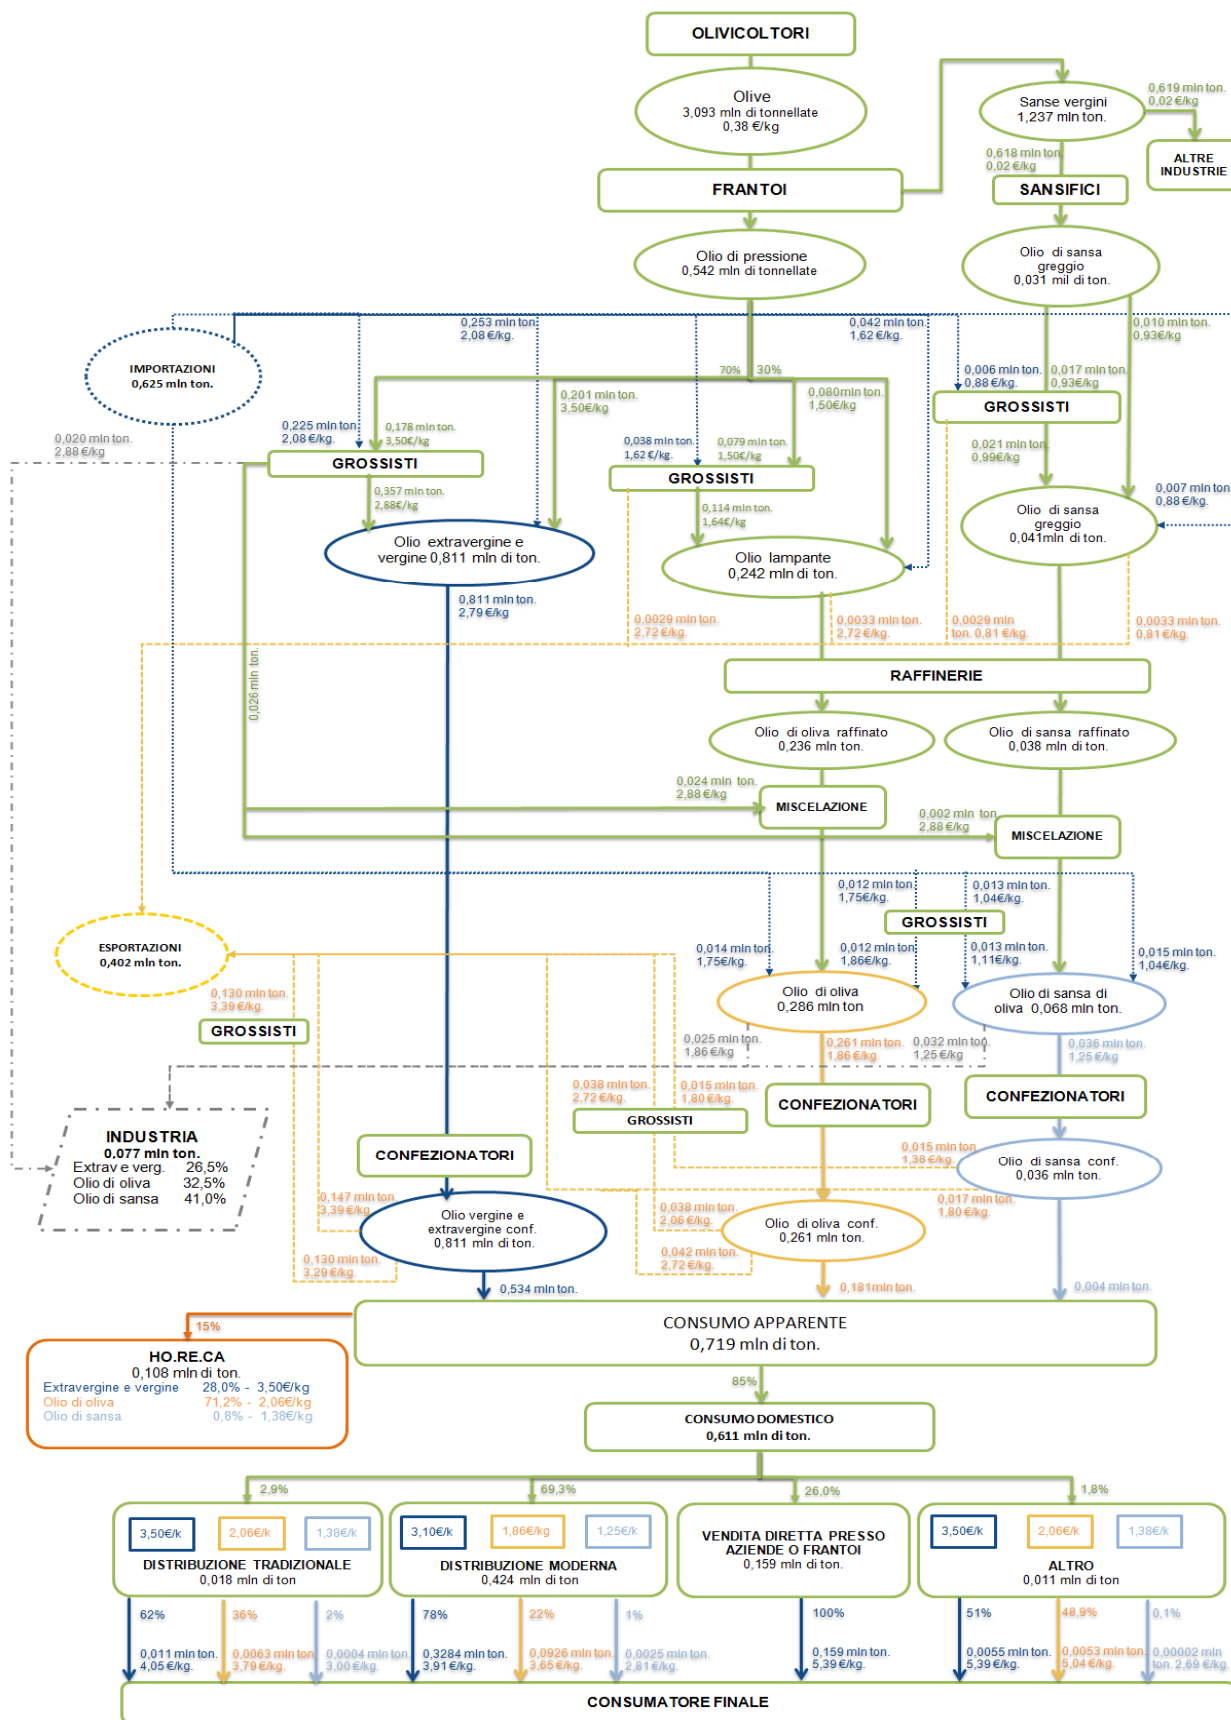 OLIVICOLTORI
Olive
3,093 mln di tonnellate
0,38 €/kg
Sanse vergini
1,237 mln ton.
0,619 mln ton
0,02 €/kg
0,618 mln ton
0,02 €/kg
ALTRE
INDUSTRIE
FRANTOI
SANSIFICI
Olio di pressione
0,542 mln di tonnellate
Olio di sansa
greggio
0,031 mil di ton.
IMPORTAZIONI
0,625 mln ton.
0,253 mln ton
2,08 €/kg.
0,042 mln ton
1,62 €/kg.
0,010 mln ton
0,93€/kg
70%
30%
0,201 mln ton.
3,50€/kg
0,080mln ton.
1,50€/kg
0,006 mln ton.
0,88 €/kg.
0,017 mln ton.
0,93€/kg
GROSSISTI
0,020 mln ton.
2,88 €/kg
0,225 mln ton.
2,08 €/kg.
0,178 mln ton.
3,50€/kg
0,038 mln ton.
1,62 €/kg.
0,079 mln ton.
1,50€/kg
GROSSISTI
GROSSISTI
0,021 mln ton.
0,99€/kg
0,357 mln ton.
2,88€/kg
0,114 mln ton.
1,64€/kg
0,007 mln ton.
0,88 €/kg.
Olio di sansa
greggio
0,041mln di ton.
Olio extravergine e
vergine 0,811 mln di ton.
Olio lampante
0,242 mln di ton.
0,811 mln ton.
2,79 €/kg
0,0029 mln ton.
2,72€/kg.
0,0033 mln ton.
2,72 €/kg.
0,0029 mln
ton. 0,81 €/kg.
0,0033 mln ton.
0,81 €/kg.
0,026 mln ton.
RAFFINERIE
Olio di oliva raffinato
0,236 mln ton.
Olio di sansa raffinato
0,038 mln di ton.
0,024 mln ton.
2,88 €/kg
MISCELAZIONE
0,002 mln ton.
2,88 €/kg
MISCELAZIONE
0,012 mln ton.
1,75€/kg.
0,013 mln ton.
1,04€/kg.
GROSSISTI
ESPORTAZIONI
0,402 mln ton.
0,014 mln ton.
1,75€/kg.
0,012 mln ton.
1,86€/kg.
0,013 mln ton.
1,11€/kg.
0,015 mln ton.
1,04€/kg.
0,130 mln ton.
3,39 €/kg.
GROSSISTI
Olio di oliva
0,286 mln ton
Olio di sansa di
oliva 0,068 mln ton.
0,025 mln ton.
1,86 €/kg
0,261 mln ton.
1,86 €/kg.
0,032 mln ton.
1,25 €/kg
0,036 mln ton.
1,25 €/kg
0,038 mln ton.
2,72 €/kg.
0,015 mln ton.
1,80 €/kg.
GROSSISTI
CONFEZIONATORI
CONFEZIONATORI
INDUSTRIA
0,077 mln ton.
Extrav e verg. 26,5%
Olio di oliva 32,5%
Olio di sansa 41,0%
CONFEZIONATORI
0,015 mln ton.
1,38 €/kg.
Olio di sansa conf.
0,036 mln ton.
0,147 mln ton.
3,39 €/kg.
Olio vergine e
extravergine conf.
0,811 mln di ton.
0,038 mln ton.
2,06 €/kg.
Olio di oliva conf.
0,261 mln ton.
0,017 mln ton.
1,80 €/kg.
0,130 mln ton.
3,29 €/kg.
0,042 mln ton.
2,72 €/kg.
0,534 mln ton.
0,181mln ton.
0,004 mln ton.
CONSUMO APPARENTE
0,719 mln di ton.
15%
HO.RE.CA
0,108 mln di ton.
Extravergine e vergine 28,0% - 3,50€/kg
Olio di oliva 71,2% - 2,06€/kg
Olio di sansa 0,8% - 1,38€/kg
85%
CONSUMO DOMESTICO
0,611 mln di ton.
2,9%
69,3%
26,0%
1,8%
3,50€/k
2,06€/k
1,38€/k
DISTRIBUZIONE TRADIZIONALE
0,018 mln di ton
3,10€/k
1,86€/kg
1,25€/k
DISTRIBUZIONE MODERNA
0,424 mln di ton
VENDITA DIRETTA PRESSO
AZIENDE O FRANTOI
0,159 mln di ton.
3,50€/k
2,06€/k
1,38€/k
ALTRO
0,011 mln di ton
62%
36%
2%
78%
22%
1%
100%
51%
48,9%
0,1%
0,011 mln ton.
4,05€/kg.
0,0063 mln ton.
3,79€/kg.
0,0004 mln ton.
3,00€/kg.
0,3284 mln ton.
3,91€/kg.
0,0926 mln ton.
3,65€/kg.
0,0025 mln ton.
2,81€/kg.
0,159 mln ton.
5,39€/kg.
0,0055 mln ton.
5,39€/kg.
0,0053 mln ton.
5,04€/kg.
0,00002 mln
ton. 2,69 €/kg.
CONSUMATORE FINALE